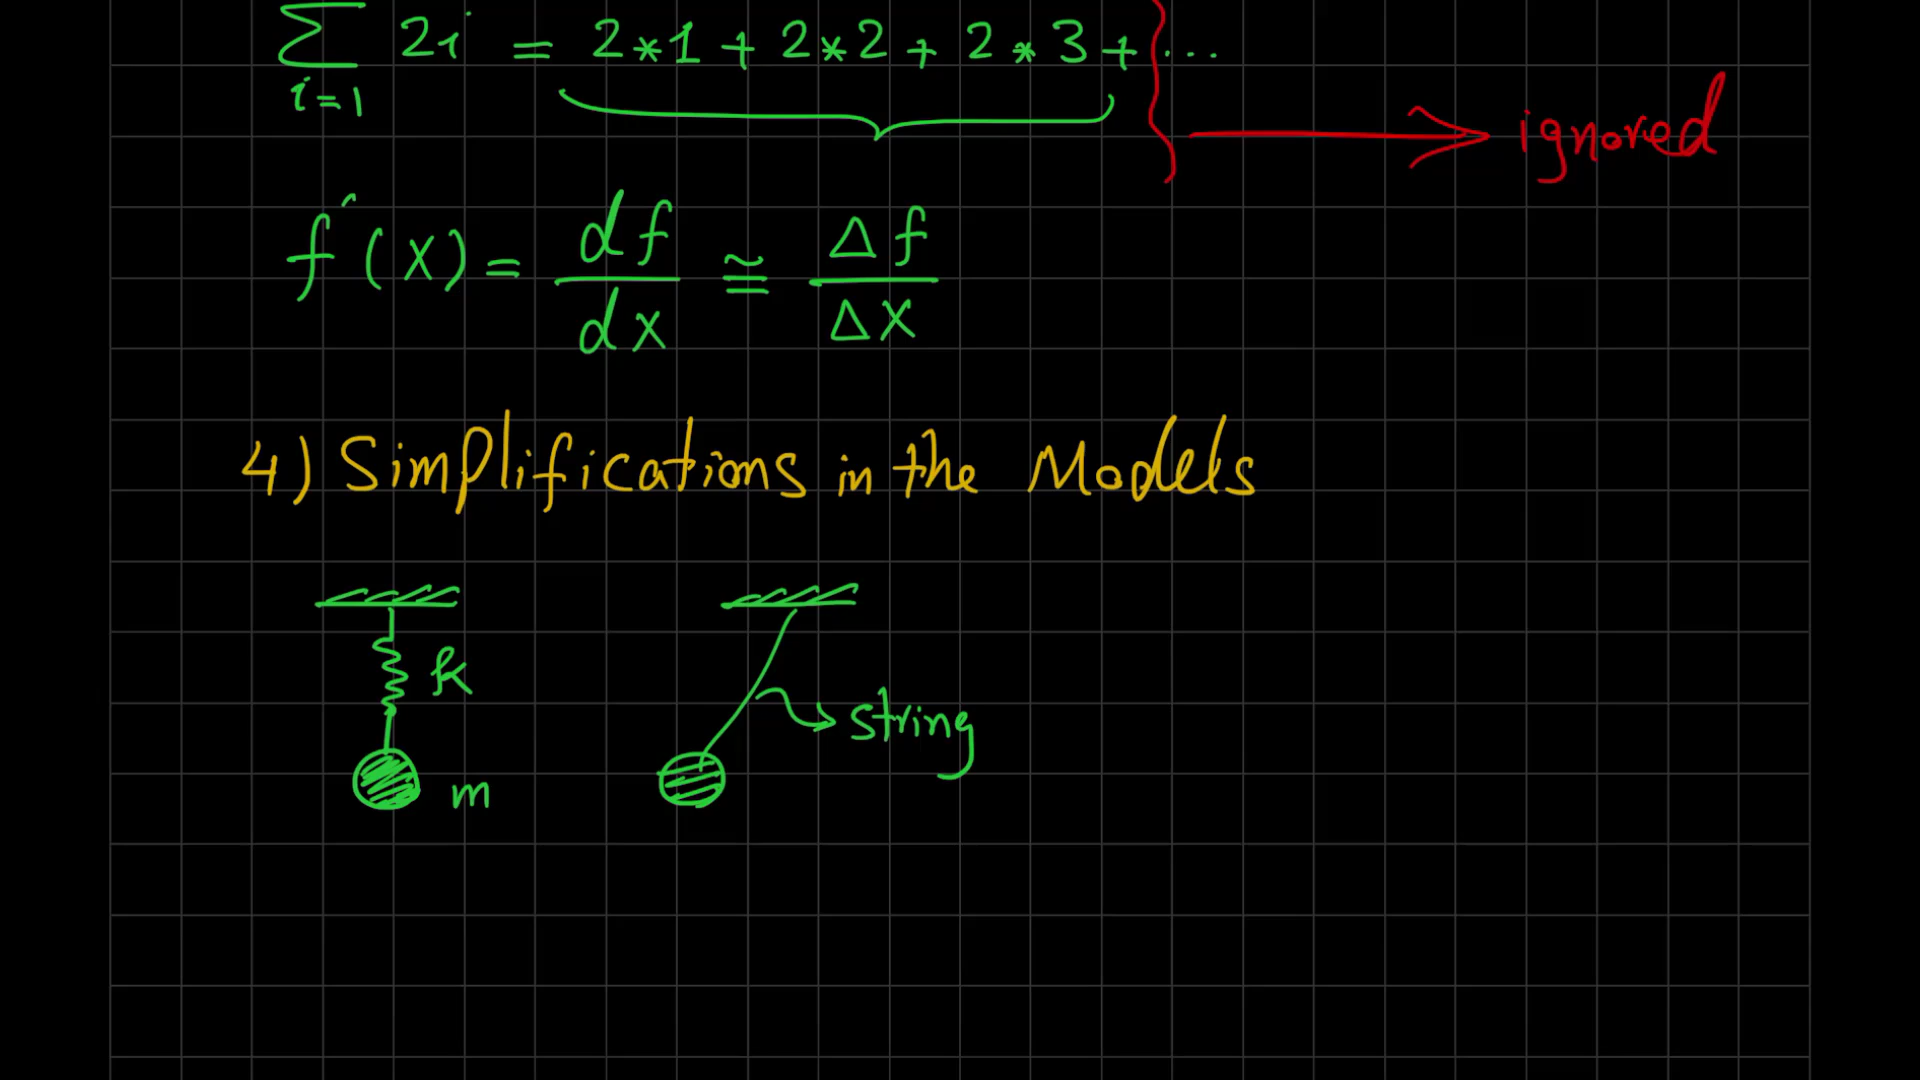 ∑ 2i = 2*1 + 2*2 + 2*3 + ...
i=1
ignored
f'(x) = df/dx ≅ Δf/Δx
4) Simplifications in the Models
k
string
m